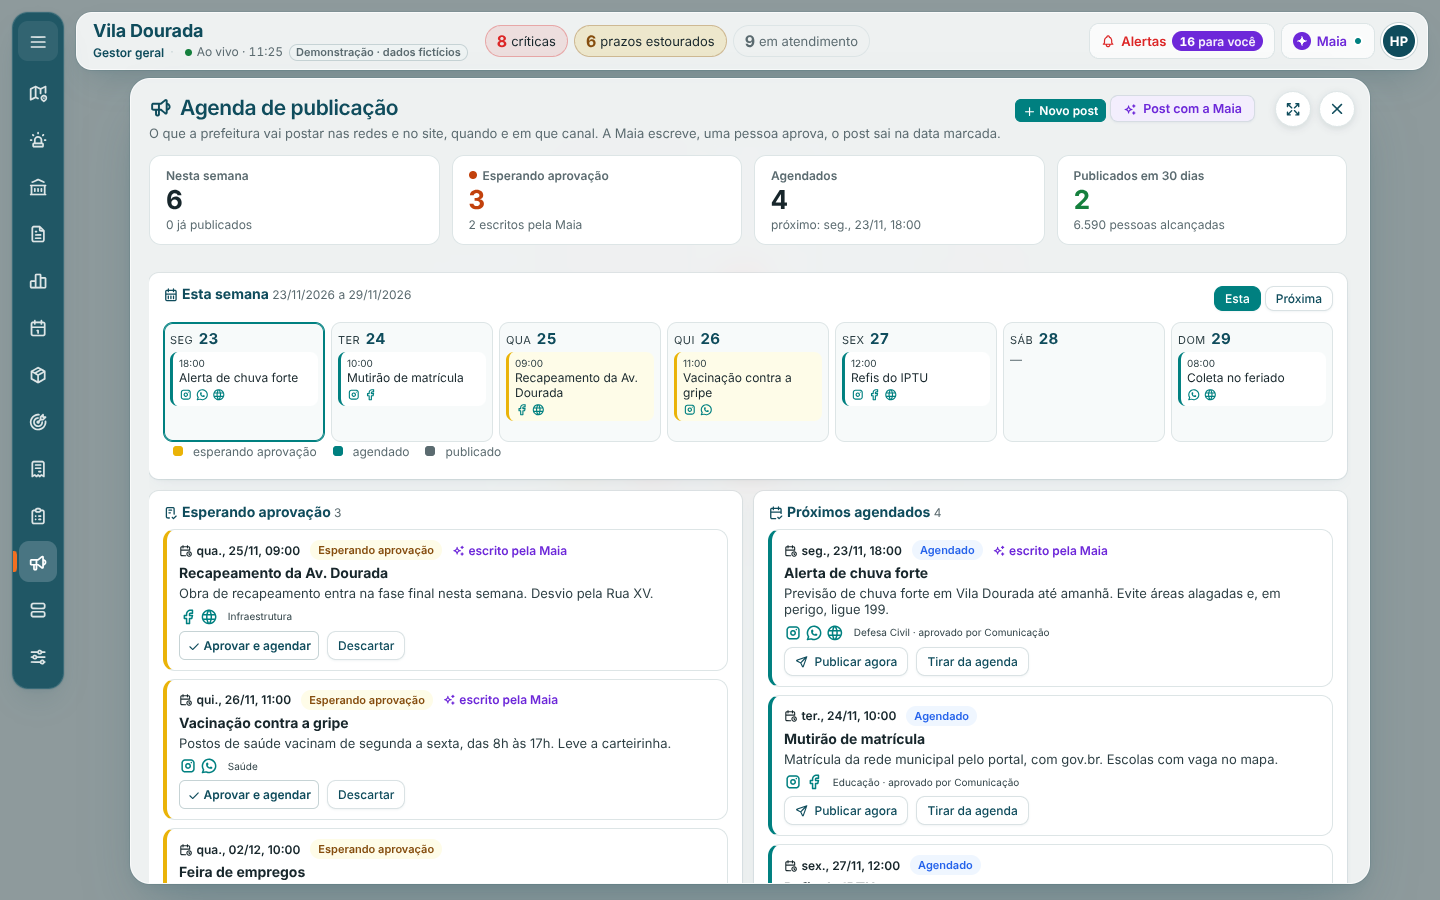 Vila Dourada
Gestor geral · Ao vivo · 11:25 Demonstração · dados fictícios
8 críticas
6 prazos estourados
9 em atendimento
Alertas 16 para você
Maia
HP
Agenda de publicação
O que a prefeitura vai postar nas redes e no site, quando e em que canal. A Maia escreve, uma pessoa aprova, o post sai na data marcada.
Novo post
Post com a Maia
Nesta semana
6
0 já publicados
Esperando aprovação
3
2 escritos pela Maia
Agendados
4
próximo: seg., 23/11, 18:00
Publicados em 30 dias
2
6.590 pessoas alcançadas
Esta semana 23/11/2026 a 29/11/2026
Esta
Próxima
SEG 23
18:00
Alerta de chuva forte
TER 24
10:00
Mutirão de matrícula
QUA 25
09:00
Recapeamento da Av.
Dourada
QUI 26
11:00
Vacinação contra a
gripe
SEX 27
12:00
Refis do IPTU
SÁB 28
—
DOM 29
08:00
Coleta no feriado
esperando aprovação
agendado
publicado
Esperando aprovação 3
qua., 25/11, 09:00 Esperando aprovação escrito pela Maia
Recapeamento da Av. Dourada
Obra de recapeamento entra na fase final nesta semana. Desvio pela Rua XV.
Infraestrutura
Aprovar e agendar
Descartar
qui., 26/11, 11:00 Esperando aprovação escrito pela Maia
Vacinação contra a gripe
Postos de saúde vacinam de segunda a sexta, das 8h às 17h. Leve a carteirinha.
Saúde
Aprovar e agendar
Descartar
qua., 02/12, 10:00 Esperando aprovação
Feira de empregos
Próximos agendados 4
seg., 23/11, 18:00 Agendado escrito pela Maia
Alerta de chuva forte
Previsão de chuva forte em Vila Dourada até amanhã. Evite áreas alagadas e, em
perigo, ligue 199.
Defesa Civil · aprovado por Comunicação
Publicar agora
Tirar da agenda
ter., 24/11, 10:00 Agendado
Mutirão de matrícula
Matrícula da rede municipal pelo portal, com gov.br. Escolas com vaga no mapa.
Educação · aprovado por Comunicação
Publicar agora
Tirar da agenda
sex., 27/11, 12:00 Agendado